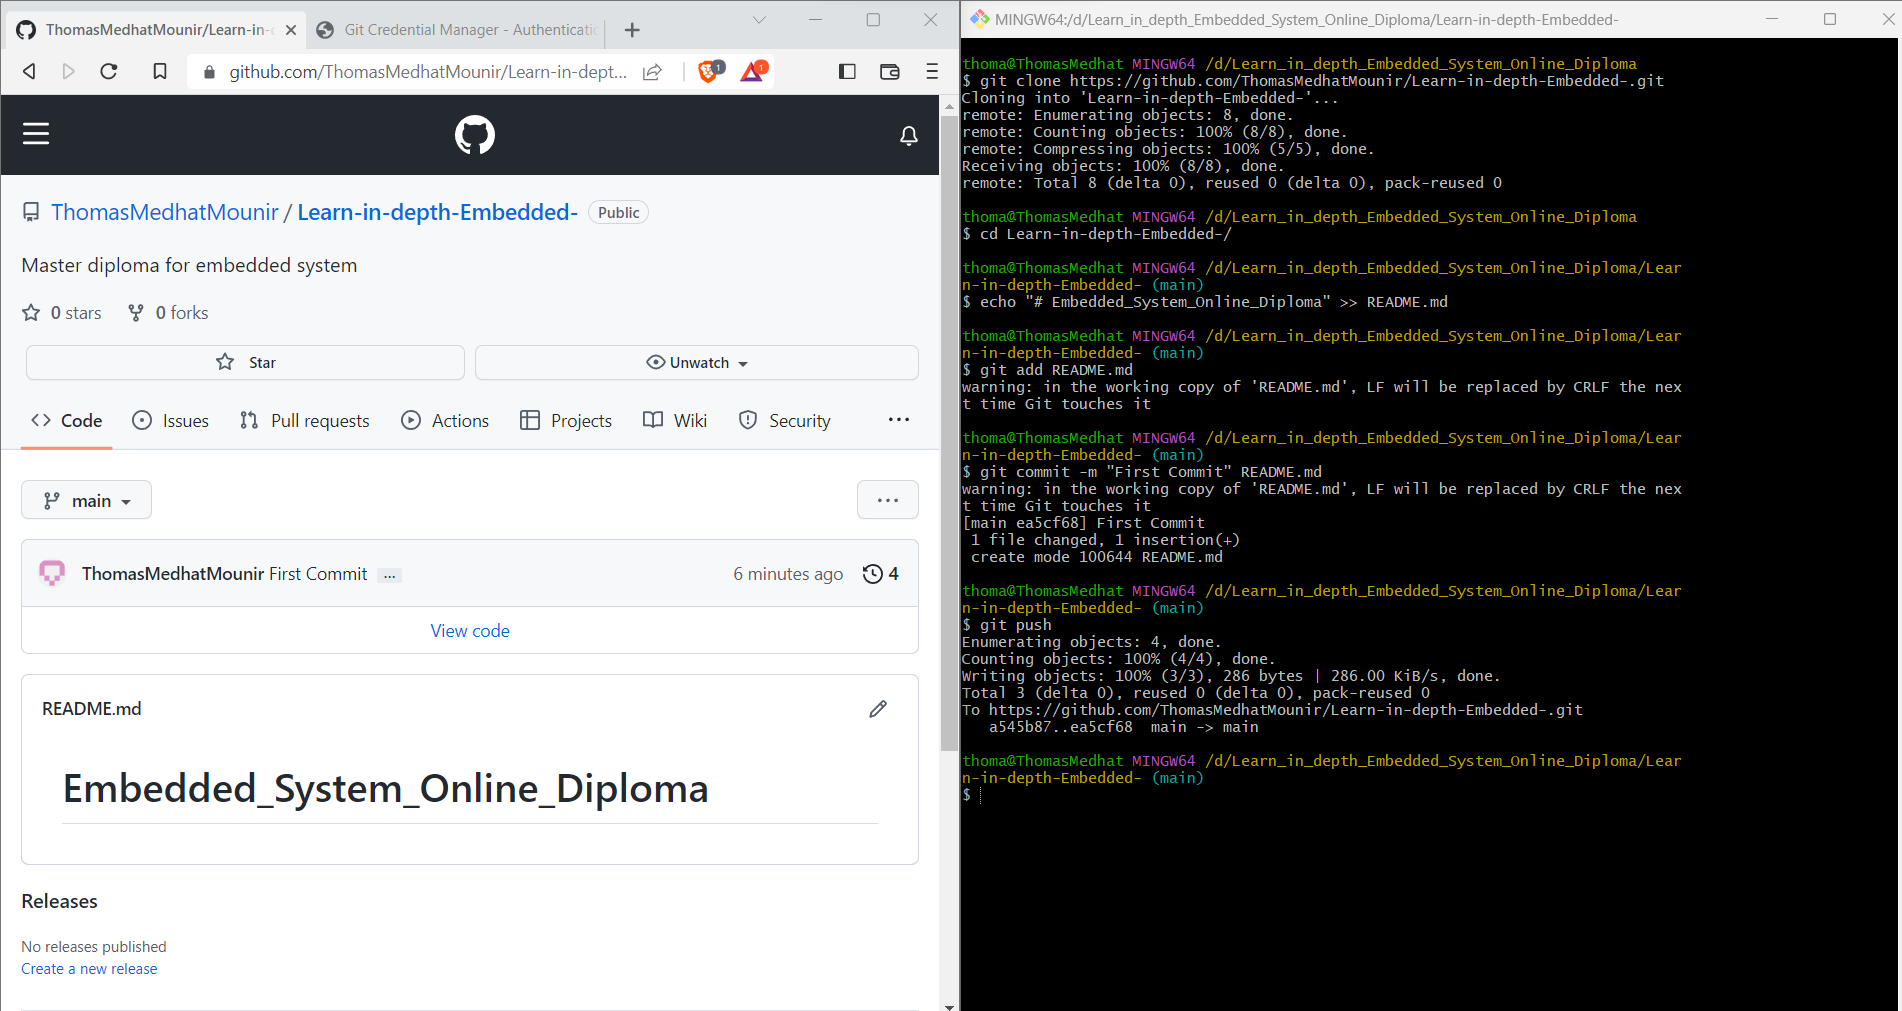 ThomasMedhatMounir/Learn-in-d
Git Credential Manager - Authenticatio
github.com/ThomasMedhatMounir/Learn-in-dept...
1
1
ThomasMedhatMounir / Learn-in-depth-Embedded- Public
Master diploma for embedded system
0 stars 0 forks
Star
Unwatch
Code Issues Pull requests Actions Projects Wiki Security ...
main
...
ThomasMedhatMounir First Commit ... 6 minutes ago 4
View code
README.md
Embedded_System_Online_Diploma
Releases
No releases published
Create a new release
MINGW64:/d/Learn_in_depth_Embedded_System_Online_Diploma/Learn-in-depth-Embedded-
thoma@ThomasMedhat MINGW64 /d/Learn_in_depth_Embedded_System_Online_Diploma
$ git clone https://github.com/ThomasMedhatMounir/Learn-in-depth-Embedded-.git
Cloning into 'Learn-in-depth-Embedded-'...
remote: Enumerating objects: 8, done.
remote: Counting objects: 100% (8/8), done.
remote: Compressing objects: 100% (5/5), done.
Receiving objects: 100% (8/8), done.
remote: Total 8 (delta 0), reused 0 (delta 0), pack-reused 0
thoma@ThomasMedhat MINGW64 /d/Learn_in_depth_Embedded_System_Online_Diploma
$ cd Learn-in-depth-Embedded-/
thoma@ThomasMedhat MINGW64 /d/Learn_in_depth_Embedded_System_Online_Diploma/Lear
n-in-depth-Embedded- (main)
$ echo "# Embedded_System_Online_Diploma" >> README.md
thoma@ThomasMedhat MINGW64 /d/Learn_in_depth_Embedded_System_Online_Diploma/Lear
n-in-depth-Embedded- (main)
$ git add README.md
warning: in the working copy of 'README.md', LF will be replaced by CRLF the nex
t time Git touches it
thoma@ThomasMedhat MINGW64 /d/Learn_in_depth_Embedded_System_Online_Diploma/Lear
n-in-depth-Embedded- (main)
$ git commit -m "First Commit" README.md
warning: in the working copy of 'README.md', LF will be replaced by CRLF the nex
t time Git touches it
[main ea5cf68] First Commit
1 file changed, 1 insertion(+)
create mode 100644 README.md
thoma@ThomasMedhat MINGW64 /d/Learn_in_depth_Embedded_System_Online_Diploma/Lear
n-in-depth-Embedded- (main)
$ git push
Enumerating objects: 4, done.
Counting objects: 100% (4/4), done.
Writing objects: 100% (3/3), 286 bytes | 286.00 KiB/s, done.
Total 3 (delta 0), reused 0 (delta 0), pack-reused 0
To https://github.com/ThomasMedhatMounir/Learn-in-depth-Embedded-.git
a545b87..ea5cf68 main -> main
thoma@ThomasMedhat MINGW64 /d/Learn_in_depth_Embedded_System_Online_Diploma/Lear
n-in-depth-Embedded- (main)
$